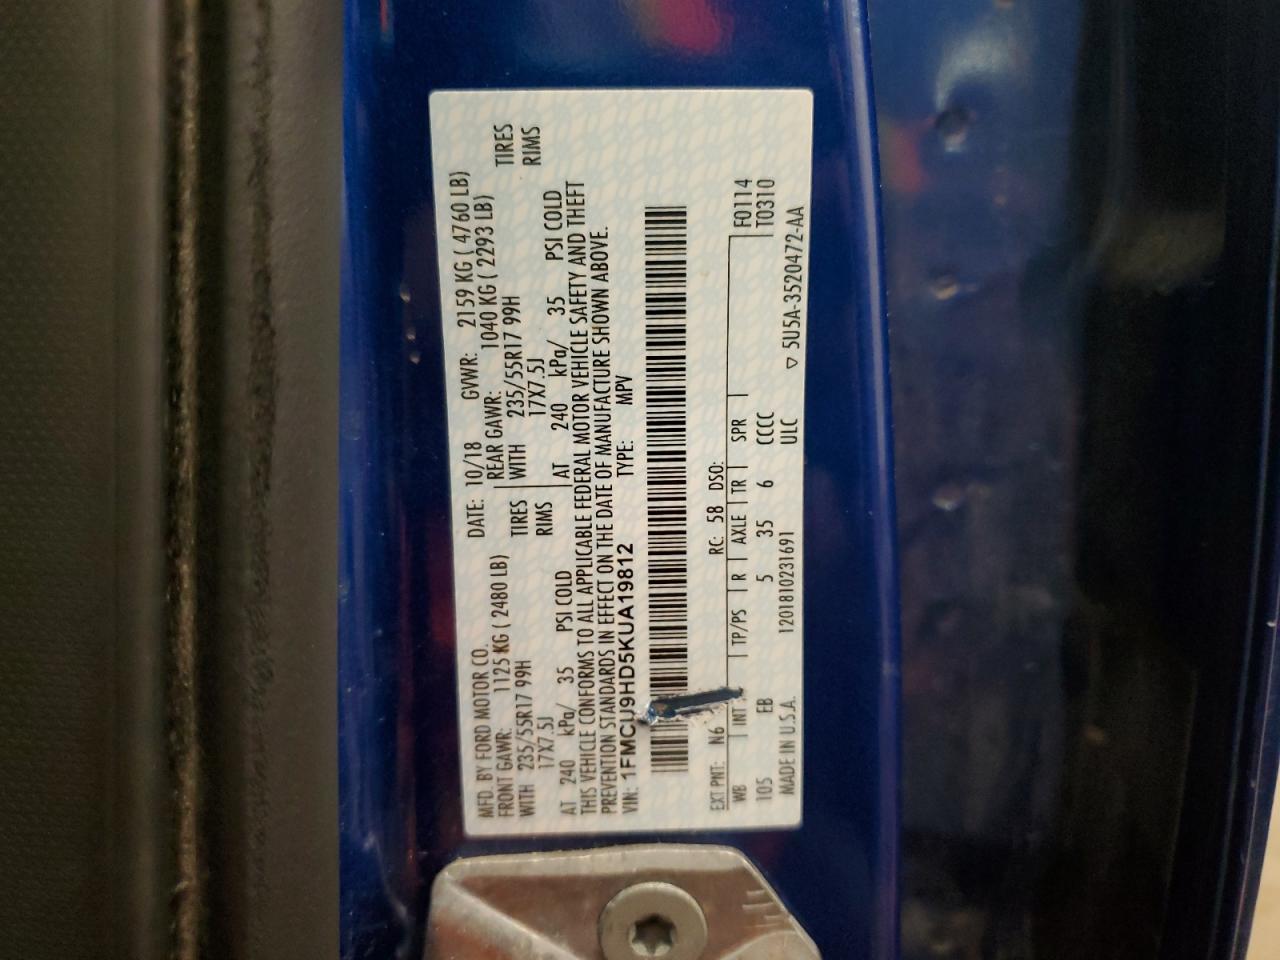 MFD. BY FORD MOTOR CO. DATE: 10/18 GVWR: 2159 KG ( 4760 LB)
FRONT GAWR: 1125 KG ( 2480 LB) REAR GAWR: 1040 KG ( 2293 LB)
WITH 235/55R17 99H TIRES WITH 235/55R17 99H TIRES
17X7.5J RIMS 17X7.5J RIMS
AT 240 kPa/ 35 PSI COLD AT 240 kPa/ 35 PSI COLD
THIS VEHICLE CONFORMS TO ALL APPLICABLE FEDERAL MOTOR VEHICLE SAFETY AND THEFT
PREVENTION STANDARDS IN EFFECT ON THE DATE OF MANUFACTURE SHOWN ABOVE.
VIN: 1FMCU9HD5KUA19812 TYPE: MPV
EXT PNT: N6 RC: 58 DSO: F0114
WB INT TP/PS R AXLE TR SPR T0310
105 EB 5 35 6 CCCC
MADE IN U.S.A. 1201810231691 ULC ▽ 5U5A-3520472-AA